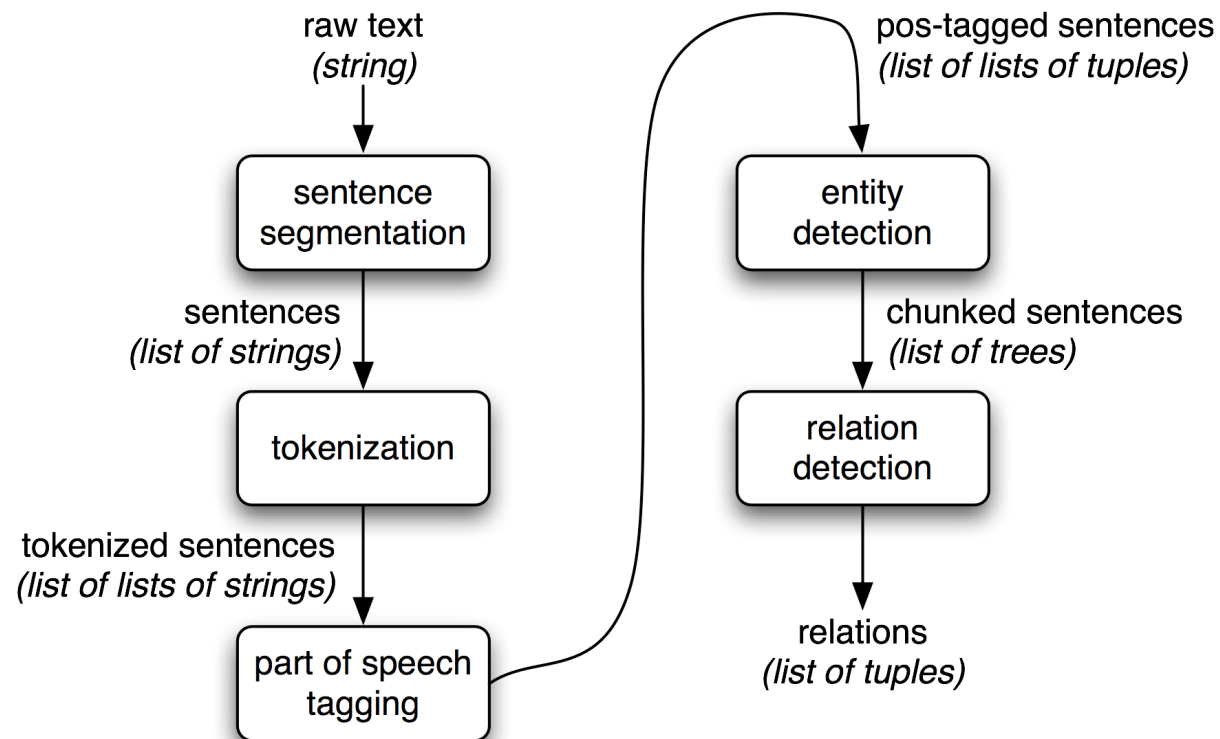 raw text
(string)
sentence
segmentation
sentences
(list of strings)
tokenization
tokenized sentences
(list of lists of strings)
part of speech
tagging
pos-tagged sentences
(list of lists of tuples)
entity
detection
chunked sentences
(list of trees)
relation
detection
relations
(list of tuples)